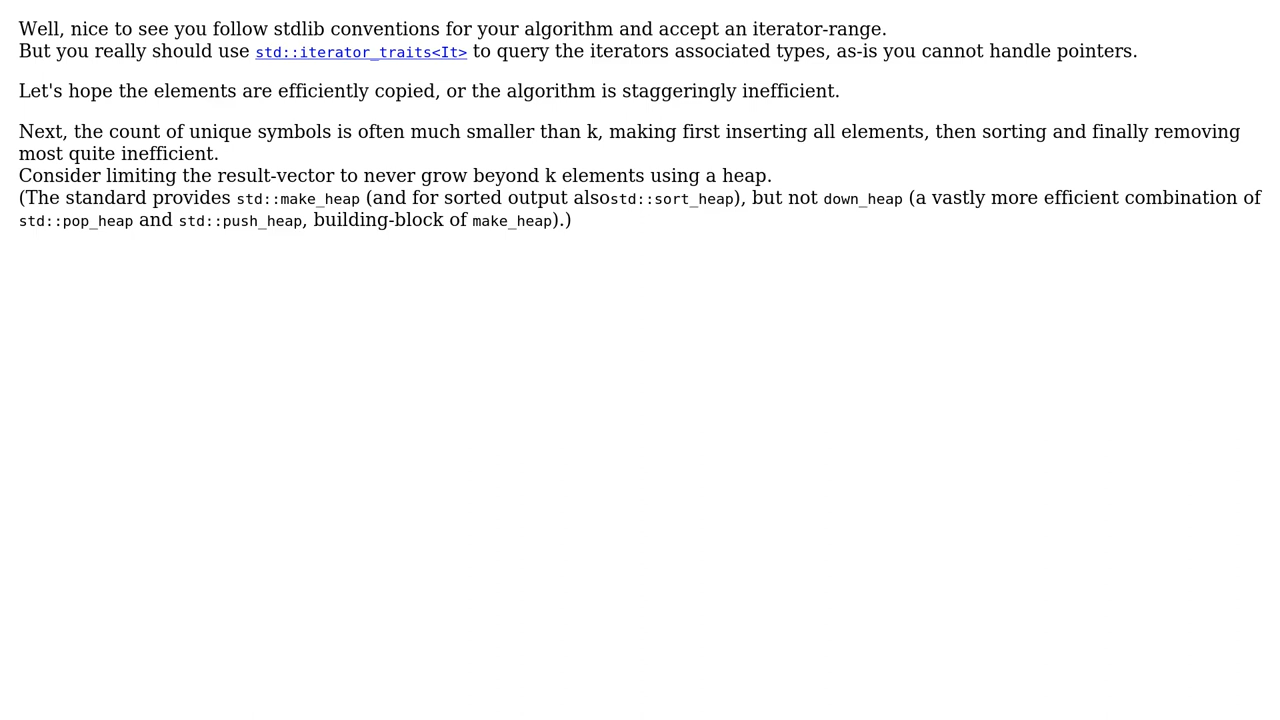 Well, nice to see you follow stdlib conventions for your algorithm and accept an iterator-range.
But you really should use std::iterator_traits<It> to query the iterators associated types, as-is you cannot handle pointers.
Let's hope the elements are efficiently copied, or the algorithm is staggeringly inefficient.
Next, the count of unique symbols is often much smaller than k, making first inserting all elements, then sorting and finally removing
most quite inefficient.
Consider limiting the result-vector to never grow beyond k elements using a heap.
(The standard provides std::make_heap (and for sorted output alsostd::sort_heap), but not down_heap (a vastly more efficient combination of
std::pop_heap and std::push_heap, building-block of make_heap).)